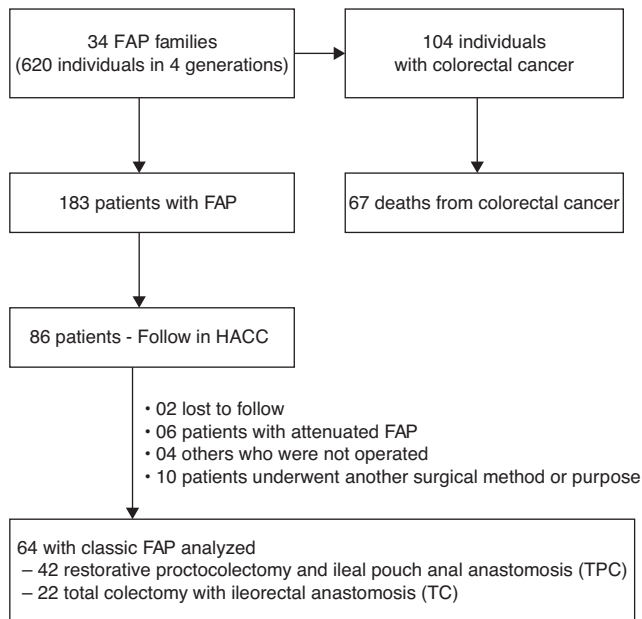 34 FAP families
(620 individuals in 4 generations)
104 individuals
with colorectal cancer
183 patients with FAP
67 deaths from colorectal cancer
86 patients - Follow in HACC
• 02 lost to follow
• 06 patients with attenuated FAP
• 04 others who were not operated
• 10 patients underwent another surgical method or purpose
64 with classic FAP analyzed
– 42 restorative proctocolectomy and ileal pouch anal anastomosis (TPC)
– 22 total colectomy with ileorectal anastomosis (TC)